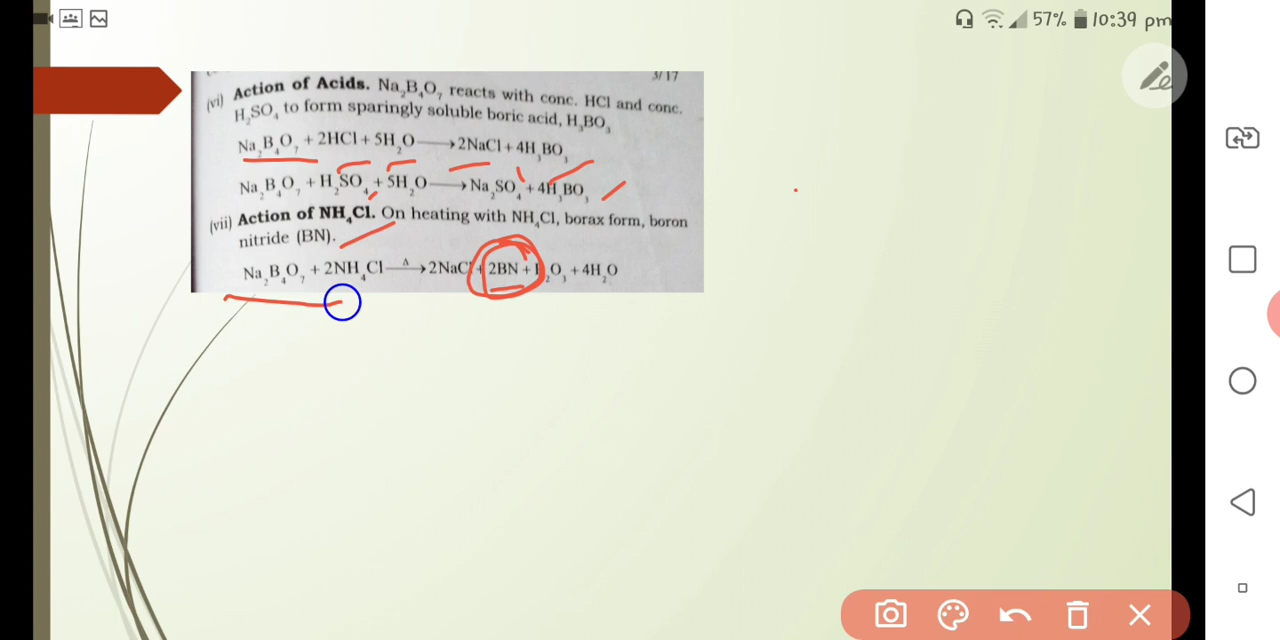 57% 10:39 pm
3/17
(vi) Action of Acids. Na₂B₄O₇ reacts with conc. HCl and conc.
H₂SO₄ to form sparingly soluble boric acid, H₃BO₃
Na₂B₄O₇ + 2HCl + 5H₂O → 2NaCl + 4H₃BO₃
Na₂B₄O₇ + H₂SO₄ + 5H₂O → Na₂SO₄ + 4H₃BO₃
(vii) Action of NH₄Cl. On heating with NH₄Cl, borax form, boron
nitride (BN).
Na₂B₄O₇ + 2NH₄Cl Δ→ 2NaCl + 2BN + B₂O₃ + 4H₂O